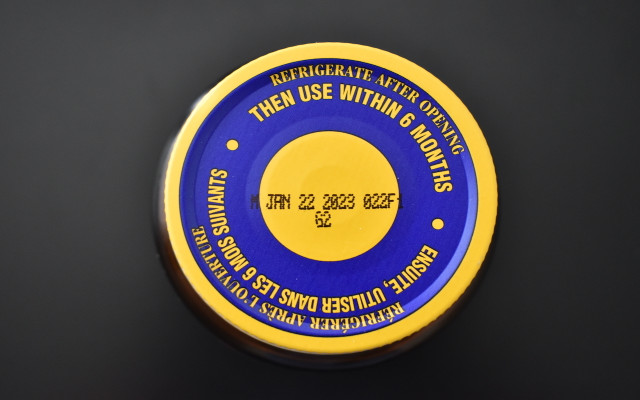 REFRIGERATE AFTER OPENING
THEN USE WITHIN 6 MONTHS
M JAN 22 2023 022F1
62
ENSUITE, UTILISER DANS LES 6 MOIS SUIVANTS
RÉFRIGÉRER APRÈS L'OUVERTURE